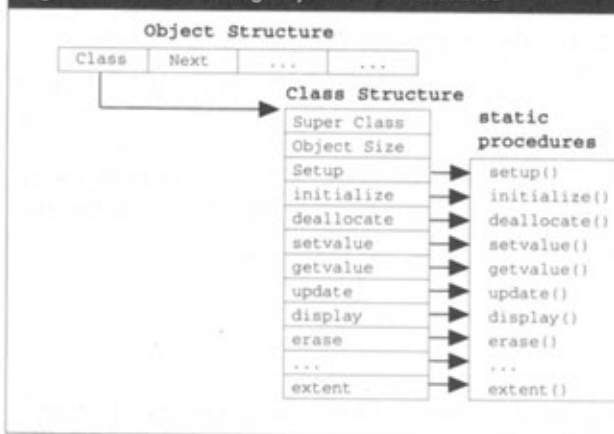 Object Structure
Class Next ... ...
Class Structure
static
procedures
Super Class
Object Size
Setup
initialize
deallocate
setvalue
getvalue
update
display
erase
...
extent
setup()
initialize()
deallocate()
setvalue()
getvalue()
update()
display()
erase()
...
extent()